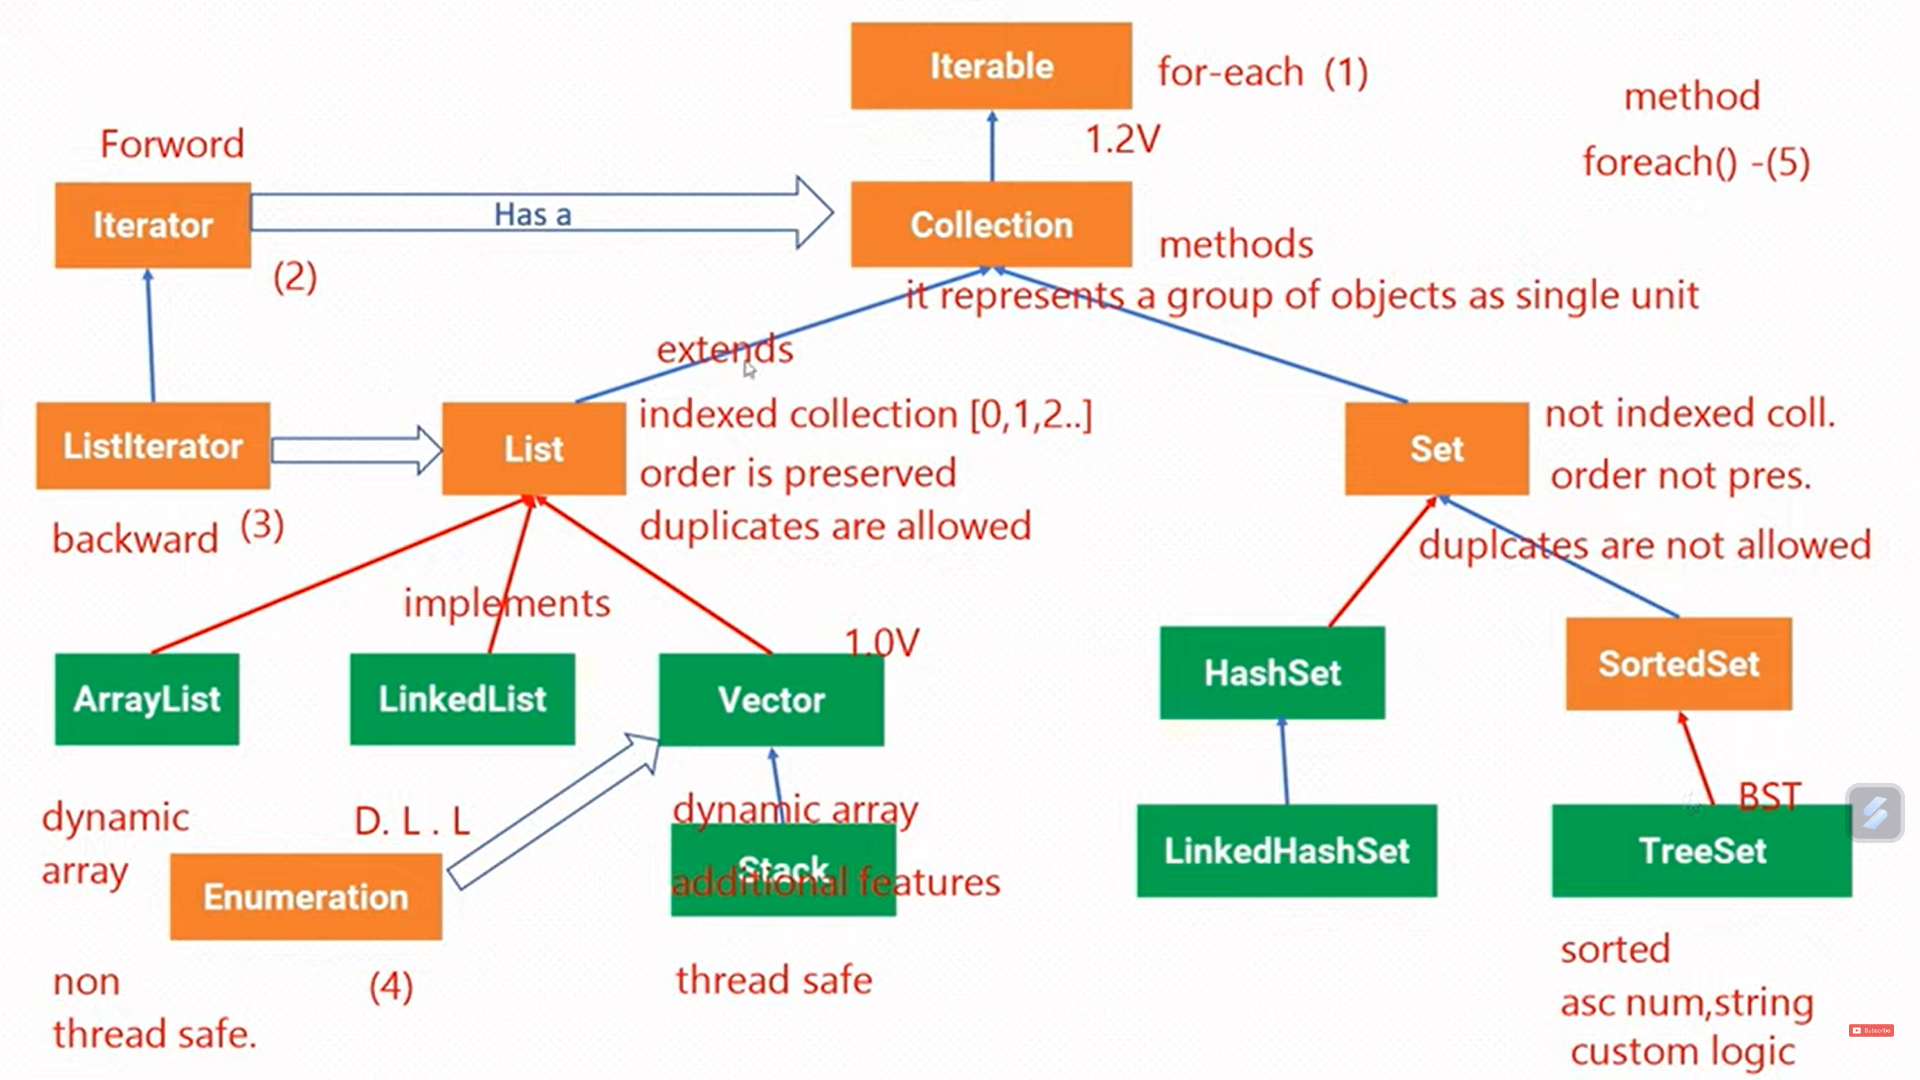 Iterable
for-each (1)
method
1.2V
foreach() -(5)
Forword
Iterator
Has a
Collection
(2)
methods
it represents a group of objects as single unit
extends
ListIterator
List
indexed collection [0,1,2..]
order is preserved
duplicates are allowed
Set
not indexed coll.
order not pres.
duplcates are not allowed
backward (3)
implements
1.0V
ArrayList
LinkedList
Vector
HashSet
SortedSet
dynamic
array
D. L . L
dynamic array
BST
Enumeration
Stack
additional features
LinkedHashSet
TreeSet
non
thread safe.
(4)
thread safe
sorted
asc num,string
custom logic
Subscribe